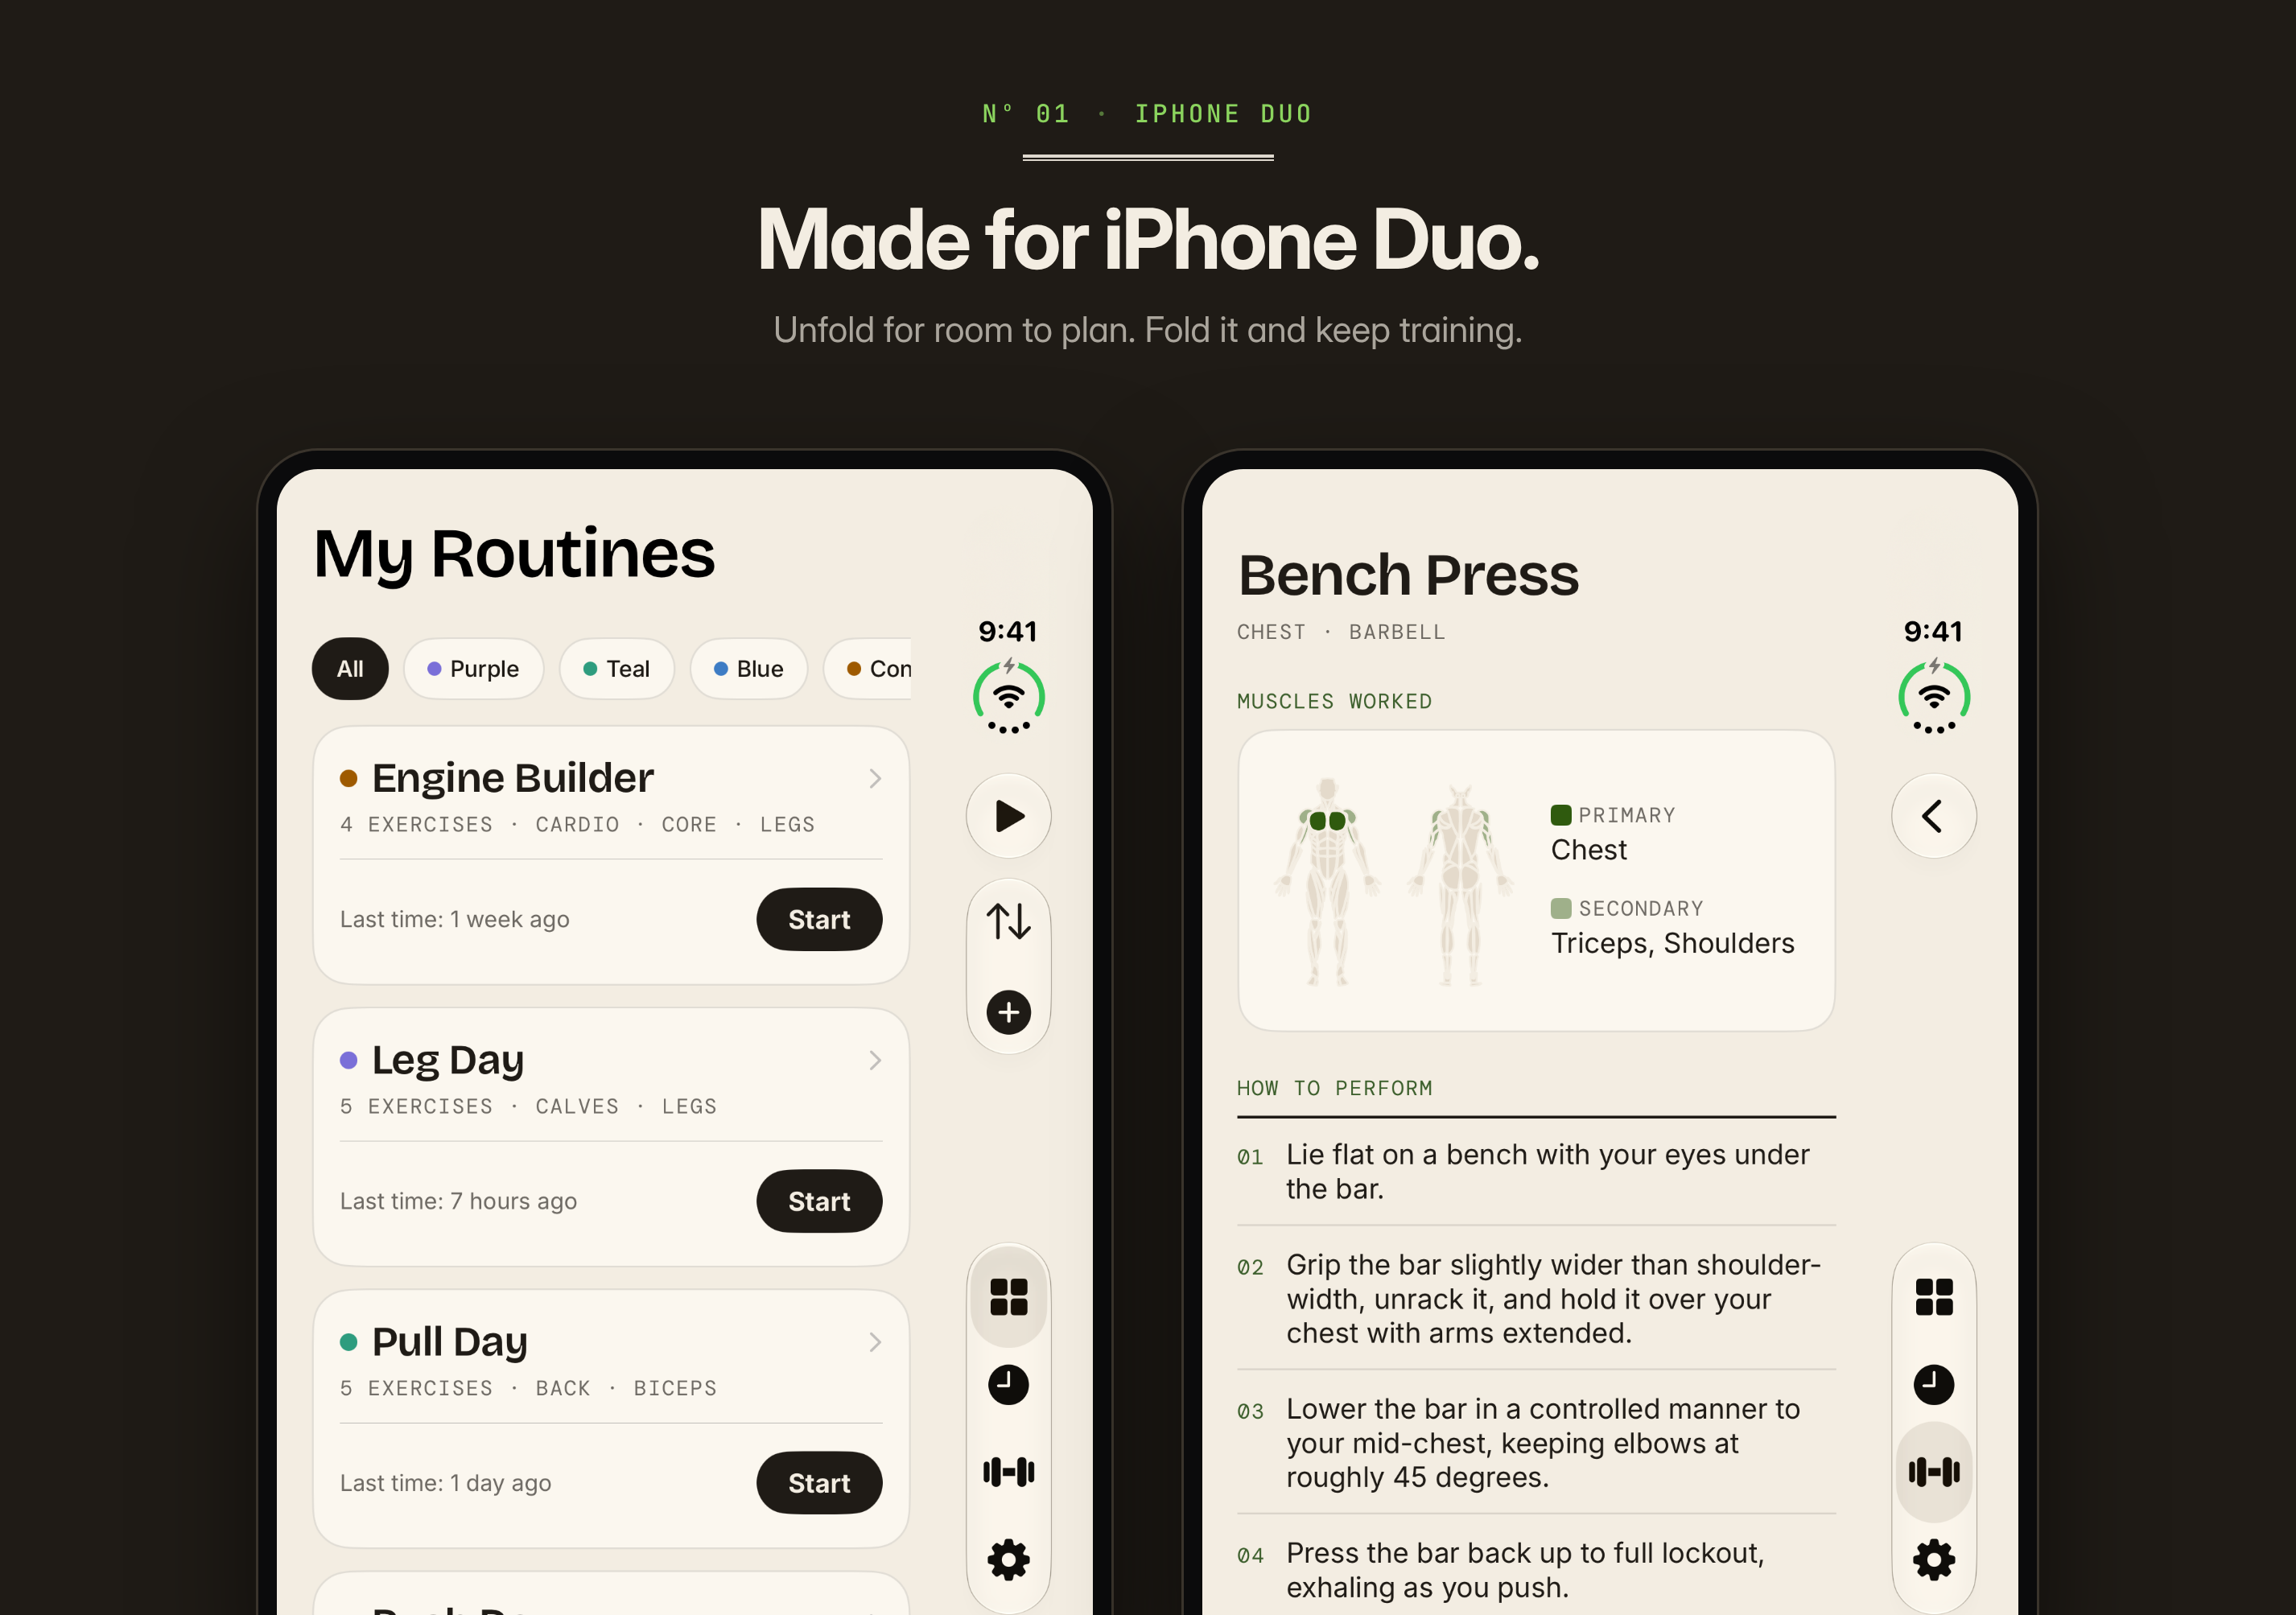 N° 01 · IPHONE DUO
Made for iPhone Duo.
Unfold for room to plan. Fold it and keep training.
My Routines
All
Purple
Teal
Blue
Con
9:41
Engine Builder
4 EXERCISES · CARDIO · CORE · LEGS
Last time: 1 week ago
Start
Leg Day
5 EXERCISES · CALVES · LEGS
Last time: 7 hours ago
Start
Pull Day
5 EXERCISES · BACK · BICEPS
Last time: 1 day ago
Start
Bench Press
CHEST · BARBELL
9:41
MUSCLES WORKED
PRIMARY
Chest
SECONDARY
Triceps, Shoulders
HOW TO PERFORM
01 Lie flat on a bench with your eyes under
the bar.
02 Grip the bar slightly wider than shoulder-
width, unrack it, and hold it over your
chest with arms extended.
03 Lower the bar in a controlled manner to
your mid-chest, keeping elbows at
roughly 45 degrees.
04 Press the bar back up to full lockout,
exhaling as you push.